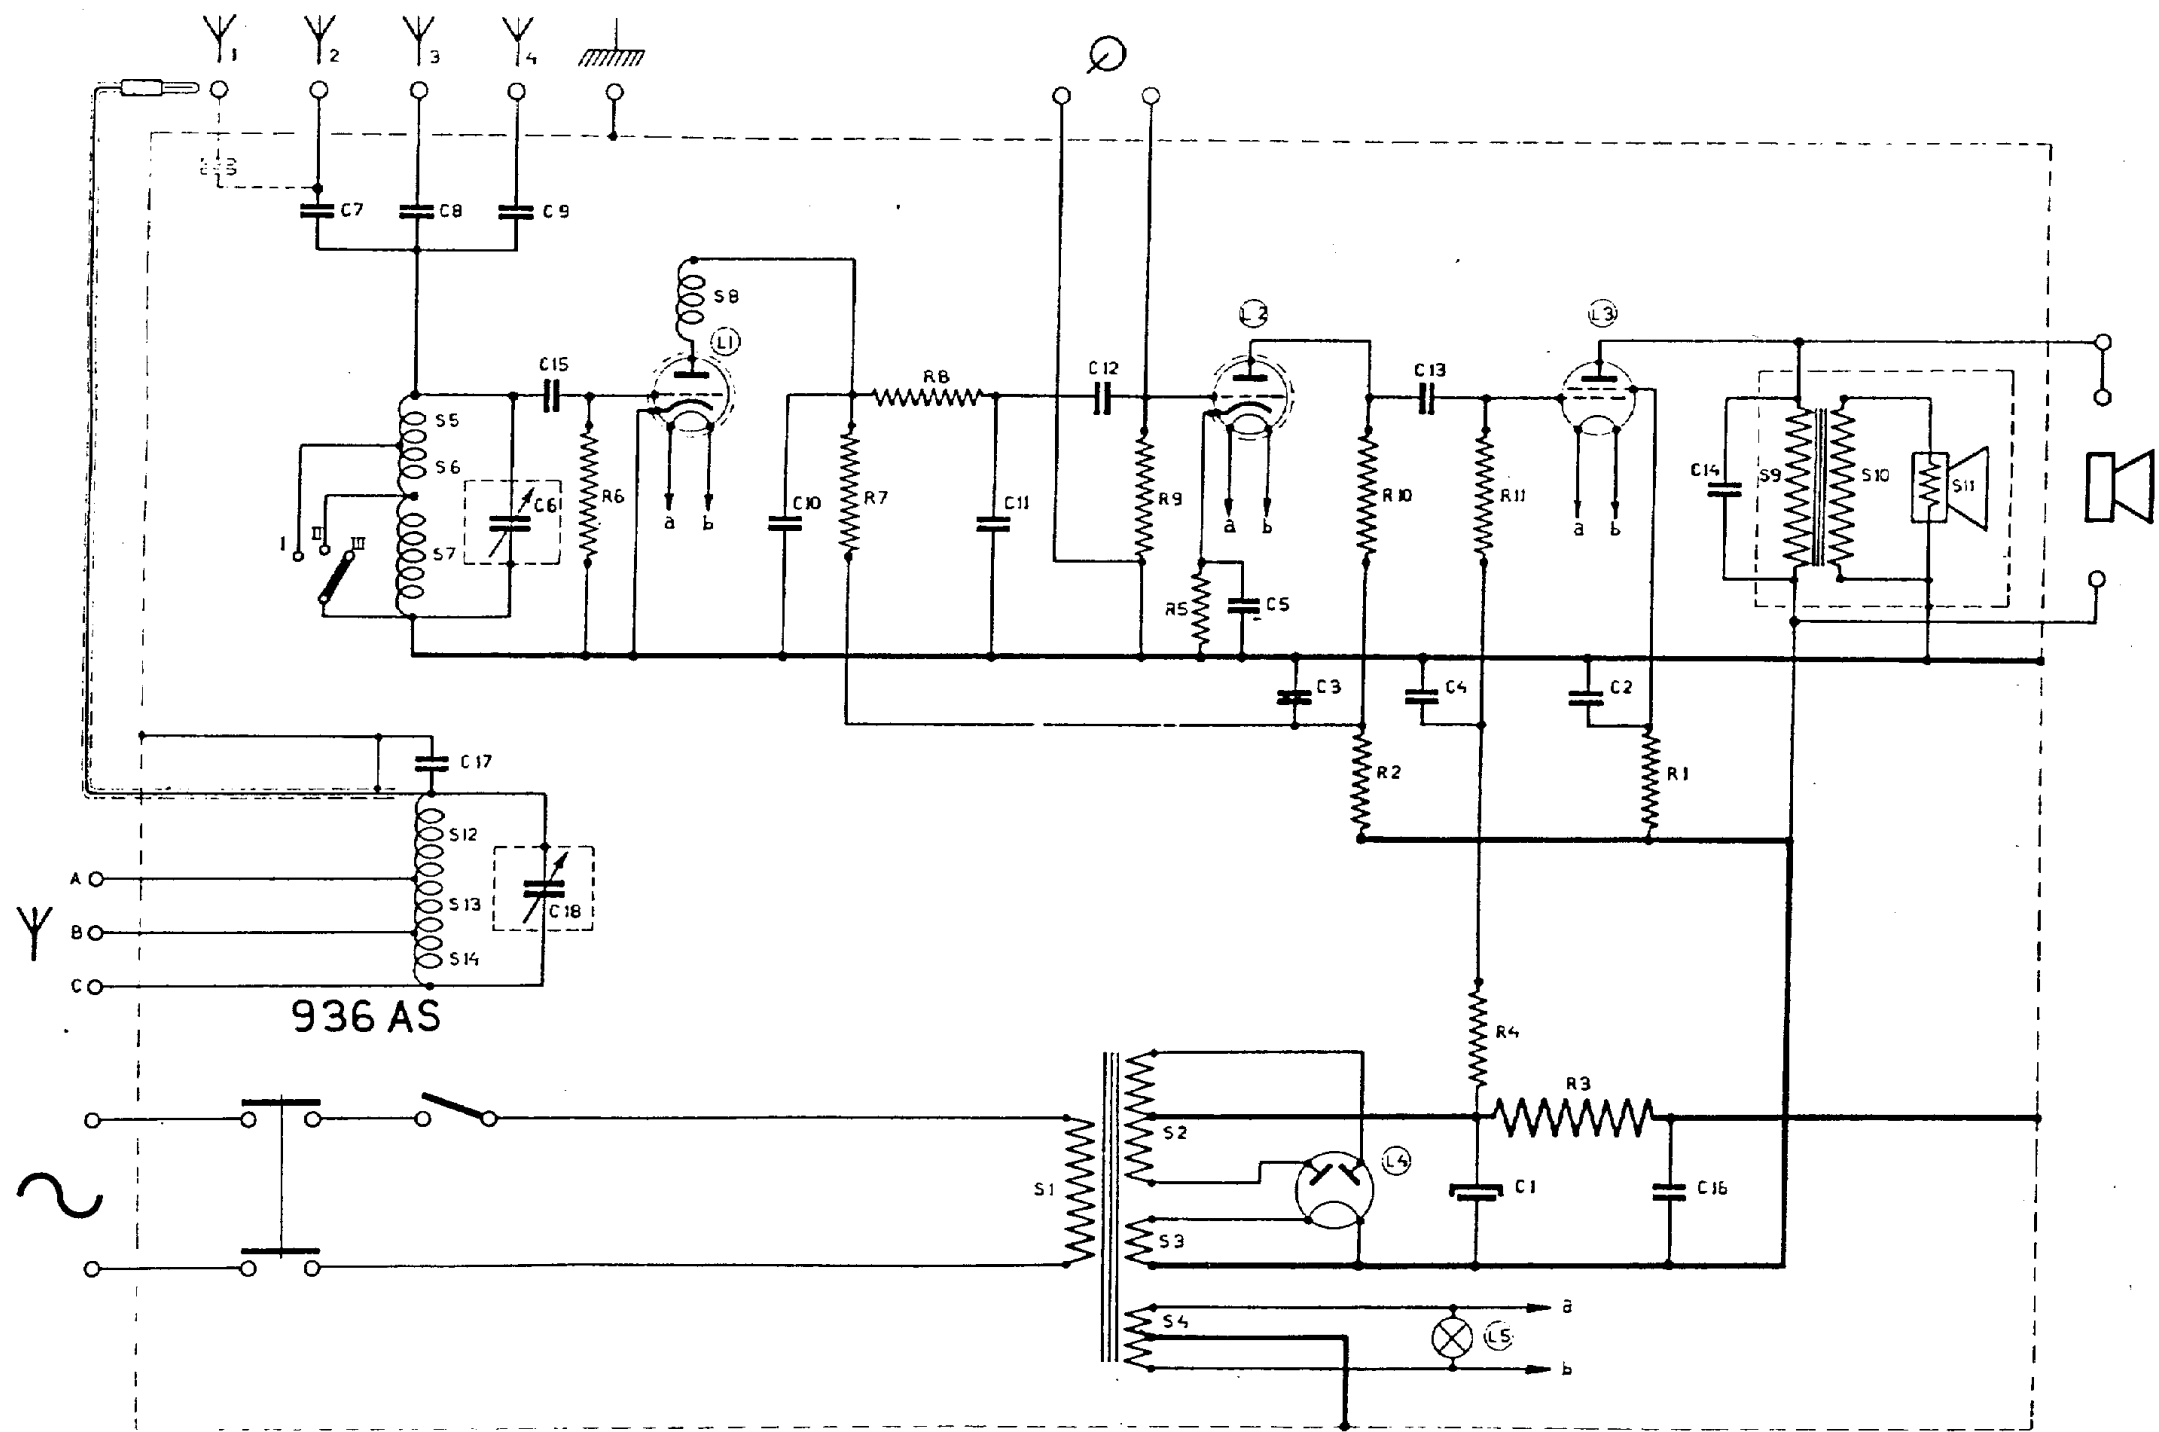 1 2 3 4
C7 C8 C9
S8
L1 L2 L3
C15 R8 C12 C13
S5
S6
C6 R6 a b C10 R7 C11 R9 a b R10 R11 a b C14 S9 S10 S11
I II III S7
R5 C5
C3 C4 C2
C17 R2 R1
S12
A
S13 C18
B
S14
C
936 AS
R4
R3
S2 L4
S1 C1 C16
S3
a
S4 L5
b